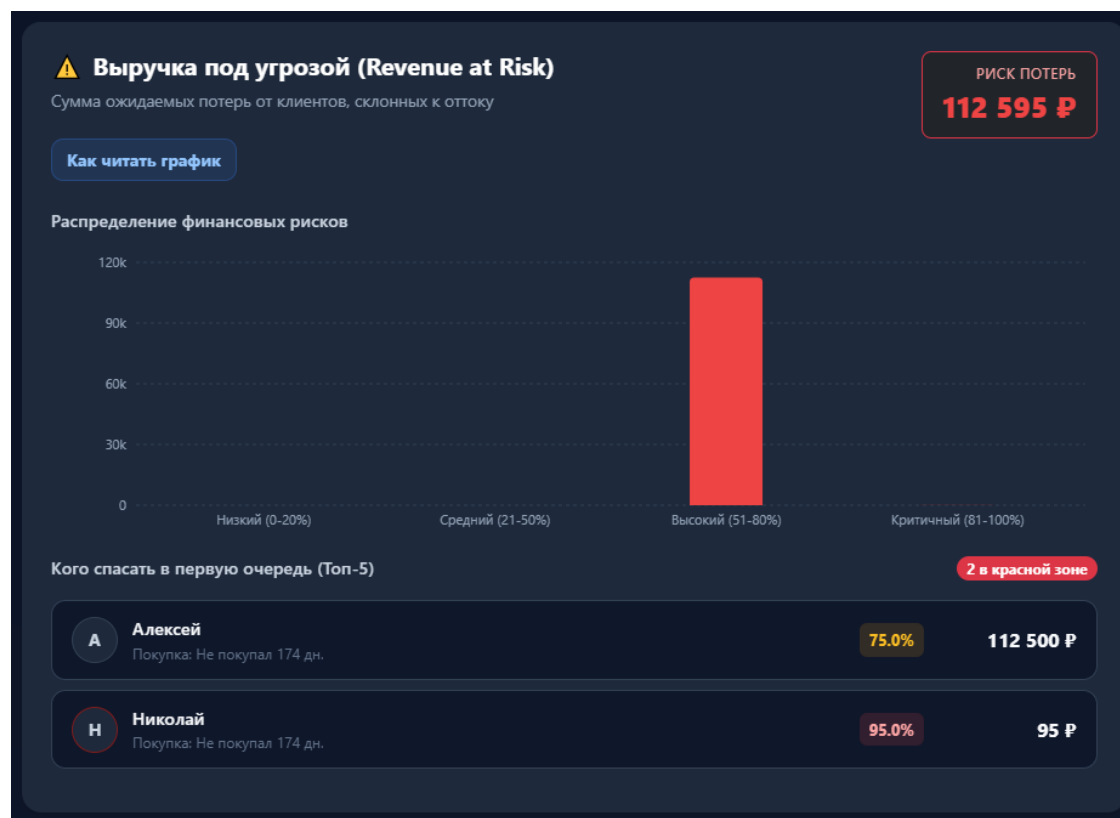 ⚠️ Выручка под угрозой (Revenue at Risk)
Сумма ожидаемых потерь от клиентов, склонных к оттоку
РИСК ПОТЕРЬ
112 595 ₽
Как читать график
Распределение финансовых рисков
120k
90k
60k
30k
0
Низкий (0-20%)
Средний (21-50%)
Высокий (51-80%)
Критичный (81-100%)
Кого спасать в первую очередь (Топ-5)
2 в красной зоне
А
Алексей
Покупка: Не покупал 174 дн.
75.0%
112 500 ₽
Н
Николай
Покупка: Не покупал 174 дн.
95.0%
95 ₽